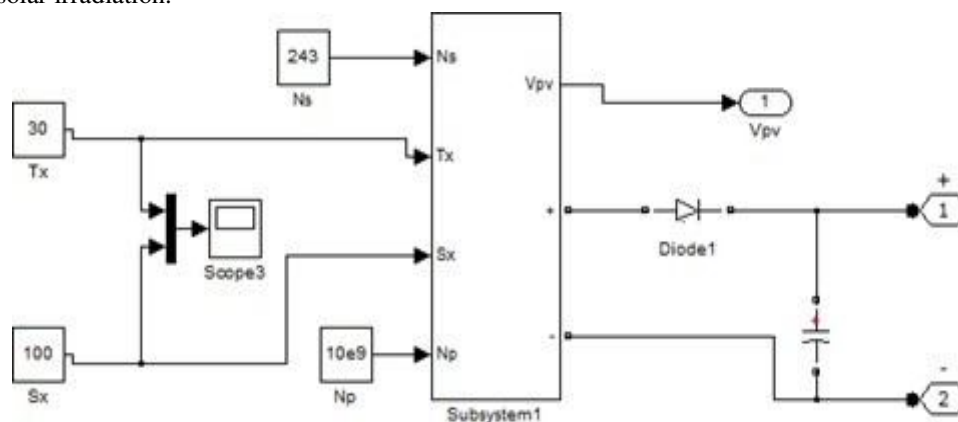 solar irradiation.
243
Ns
Ns
Vpv
1
Vpv
30
Tx
Tx
+
+
1
Diode1
Scope3
Sx
100
Sx
10e9
Np
Np
-
-
2
Subsystem1